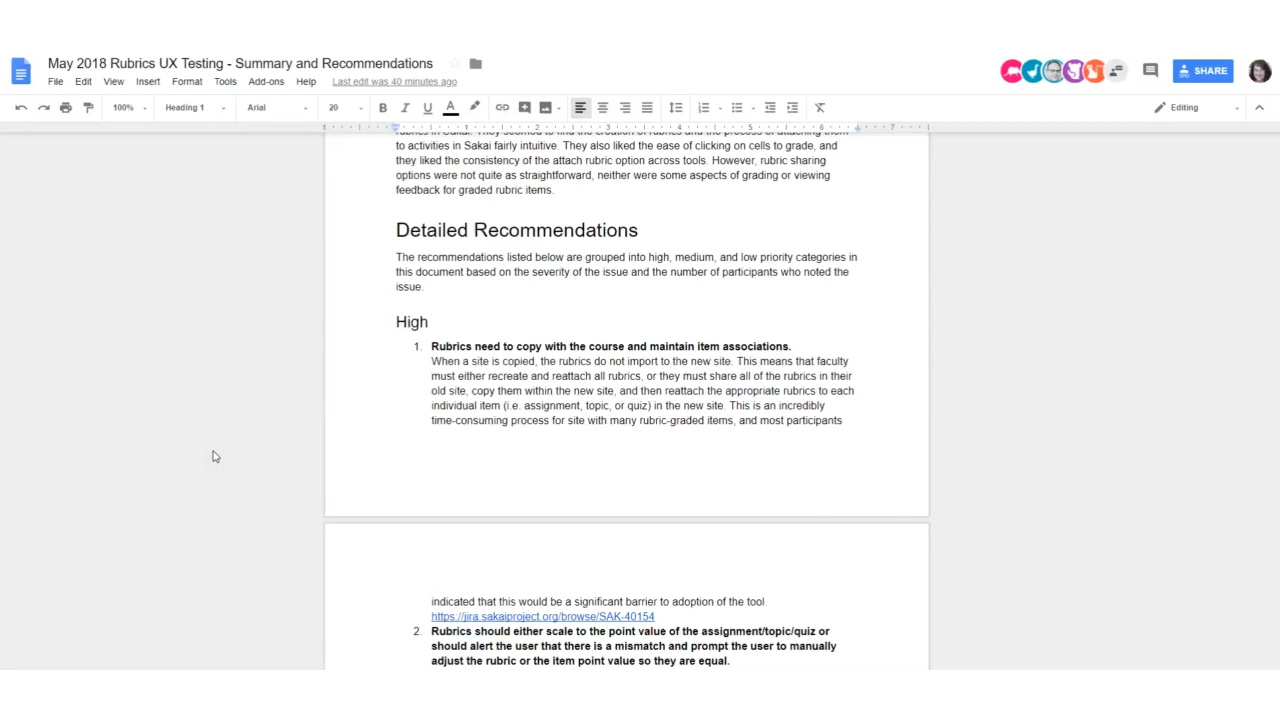 May 2018 Rubrics UX Testing - Summary and Recommendations
File Edit View Insert Format Tools Add-ons Help Last edit was 40 minutes ago
SHARE
100% Heading 1 Arial 20 B I U A Editing
1 1 2 3 4 5 6 7
to activities in Sakai fairly intuitive. They also liked the ease of clicking on cells to grade, and
they liked the consistency of the attach rubric option across tools. However, rubric sharing
options were not quite as straightforward, neither were some aspects of grading or viewing
feedback for graded rubric items.
Detailed Recommendations
The recommendations listed below are grouped into high, medium, and low priority categories in
this document based on the severity of the issue and the number of participants who noted the
issue.
High
1. Rubrics need to copy with the course and maintain item associations.
When a site is copied, the rubrics do not import to the new site. This means that faculty
must either recreate and reattach all rubrics, or they must share all of the rubrics in their
old site, copy them within the new site, and then reattach the appropriate rubrics to each
individual item (i.e. assignment, topic, or quiz) in the new site. This is an incredibly
time-consuming process for site with many rubric-graded items, and most participants
indicated that this would be a significant barrier to adoption of the tool.
https://jira.sakaiproject.org/browse/SAK-40154
2. Rubrics should either scale to the point value of the assignment/topic/quiz or
should alert the user that there is a mismatch and prompt the user to manually
adjust the rubric or the item point value so they are equal.